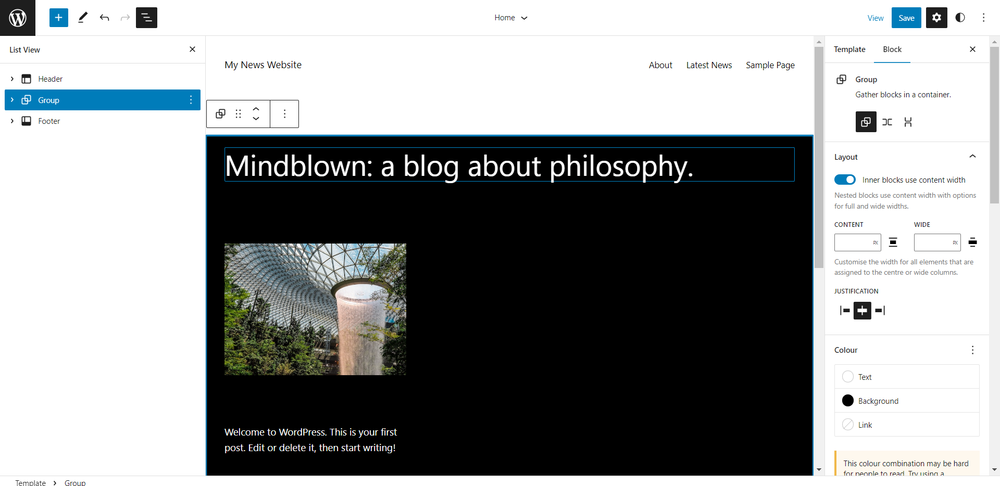 Home
View
Save
List View
Header
Group
Footer
My News Website
About
Latest News
Sample Page
Mindblown: a blog about philosophy.
Welcome to WordPress. This is your first
post. Edit or delete it, then start writing!
Template
Block
Group
Gather blocks in a container.
Layout
Inner blocks use content width
Nested blocks use content width with options
for full and wide widths.
CONTENT
WIDE
PX
PX
Customise the width for all elements that are
assigned to the centre or wide columns.
JUSTIFICATION
Colour
Text
Background
Link
This colour combination may be hard
for people to read. Try using a
Template
Group